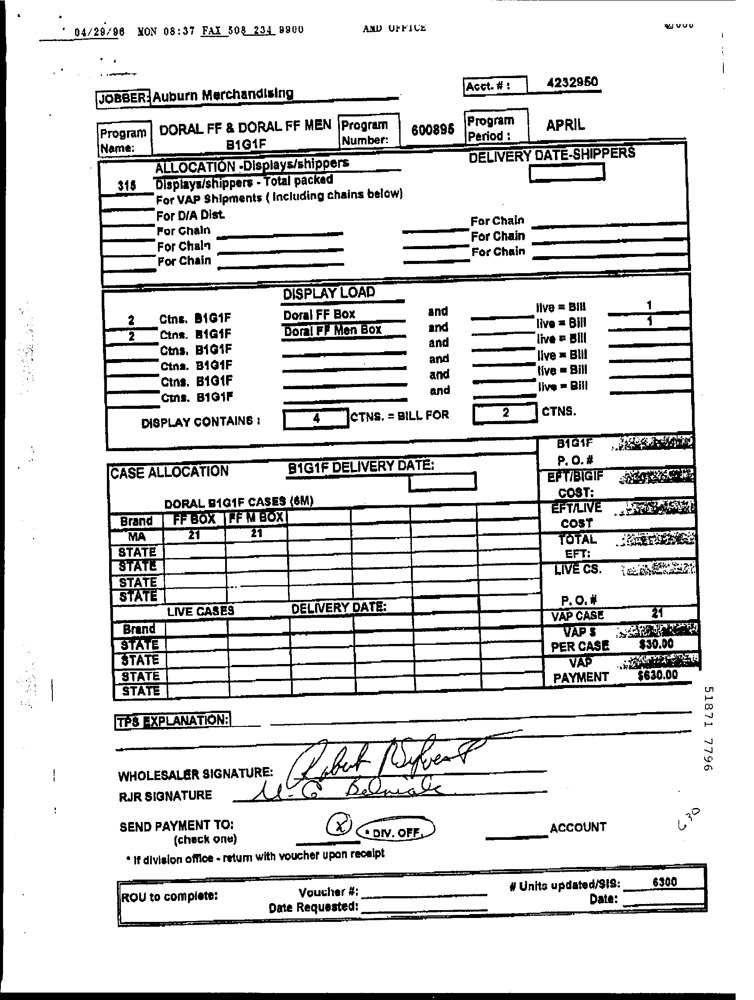 04/29/96 MON 08:37 FAX 508 234 9900 AMD OFFICE
JOBBER: Auburn Merchandising Acct. # : 4232950
Program Name: DORAL FF & DORAL FF MEN B1G1F Program Number: 600895 Program Period : APRIL
ALLOCATION -Displays/shippers DELIVERY DATE-SHIPPERS
315 Displays/shippers - Total packed
For VAP Shipments ( Including chains below)
For D/A Dist.
For Chain For Chain
For Chain For Chain
For Chain For Chain
DISPLAY LOAD
2 Ctns. B1G1F Doral FF Box and live = Bill 1
2 Ctns. B1G1F Doral FF Men Box and live = Bill 1
Ctns. B1G1F and live = Bill
Ctns. B1G1F and live = Bill
Ctns. B1G1F and live = Bill
Ctns. B1G1F and live = Bill
DISPLAY CONTAINS : 4 CTNS. = BILL FOR 2 CTNS.
CASE ALLOCATION B1G1F DELIVERY DATE:
DORAL B1G1F CASES (6M)
Brand FF BOX FF M BOX
MA 21 21
STATE
STATE
STATE
STATE
LIVE CASES DELIVERY DATE:
Brand
STATE
STATE
STATE
STATE
B1G1F
P. O. #
EFT/BIGIF
COST:
EFT/LIVE
COST
TOTAL
EFT:
LIVE CS.
P. O. #
VAP CASE 21
VAP $
PER CASE $30.00
VAP
PAYMENT $630.00
TPS EXPLANATION:
WHOLESALER SIGNATURE: Robert
RJR SIGNATURE
SEND PAYMENT TO: X * DIV. OFF. ACCOUNT
(check one)
* If division office - return with voucher upon receipt
630
ROU to complete: Voucher #: # Units updated/SIS: 6300
Date Requested: Date:
51871 7796